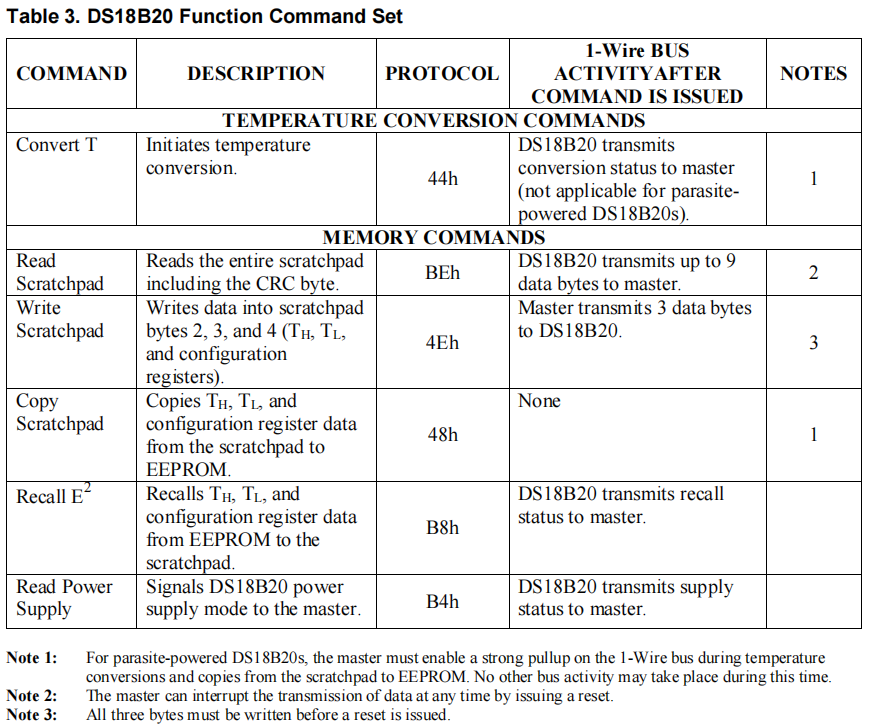 Table 3. DS18B20 Function Command Set
COMMAND DESCRIPTION PROTOCOL 1-Wire BUS ACTIVITYAFTER COMMAND IS ISSUED NOTES
TEMPERATURE CONVERSION COMMANDS
Convert T Initiates temperature conversion. 44h DS18B20 transmits conversion status to master (not applicable for parasite-powered DS18B20s). 1
MEMORY COMMANDS
Read Scratchpad Reads the entire scratchpad including the CRC byte. BEh DS18B20 transmits up to 9 data bytes to master. 2
Write Scratchpad Writes data into scratchpad bytes 2, 3, and 4 (TH, TL, and configuration registers). 4Eh Master transmits 3 data bytes to DS18B20. 3
Copy Scratchpad Copies TH, TL, and configuration register data from the scratchpad to EEPROM. 48h None 1
Recall E2 Recalls TH, TL, and configuration register data from EEPROM to the scratchpad. B8h DS18B20 transmits recall status to master.
Read Power Supply Signals DS18B20 power supply mode to the master. B4h DS18B20 transmits supply status to master.
Note 1: For parasite-powered DS18B20s, the master must enable a strong pullup on the 1-Wire bus during temperature
conversions and copies from the scratchpad to EEPROM. No other bus activity may take place during this time.
Note 2: The master can interrupt the transmission of data at any time by issuing a reset.
Note 3: All three bytes must be written before a reset is issued.